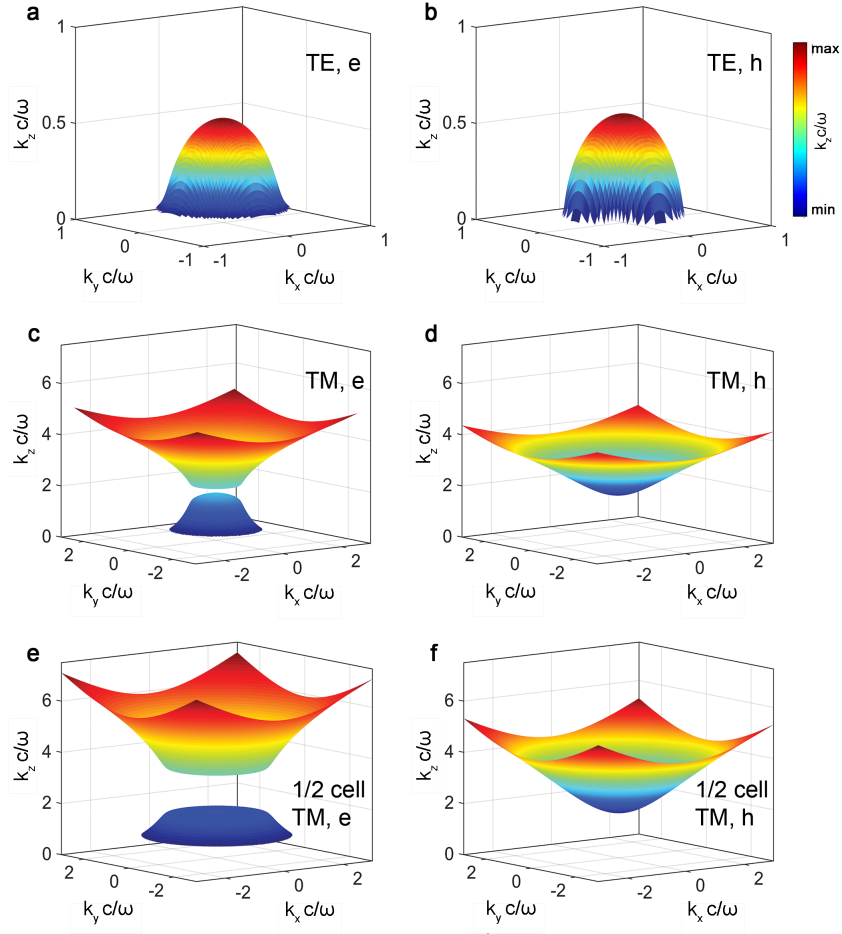 a
TE, e
1
0.5
0
k_z c/ω
1
0
-1
k_y c/ω
-1
0
1
k_x c/ω
b
TE, h
1
0.5
0
k_z c/ω
1
0
-1
k_y c/ω
-1
0
1
k_x c/ω
max
k_z c/ω
min
c
TM, e
6
4
2
0
k_z c/ω
2
0
-2
k_y c/ω
-2
0
2
k_x c/ω
d
TM, h
6
4
2
0
k_z c/ω
2
0
-2
k_y c/ω
-2
0
2
k_x c/ω
e
1/2 cell
TM, e
6
4
2
0
k_z c/ω
2
0
-2
k_y c/ω
-2
0
2
k_x c/ω
f
1/2 cell
TM, h
6
4
2
0
k_z c/ω
2
0
-2
k_y c/ω
-2
0
2
k_x c/ω